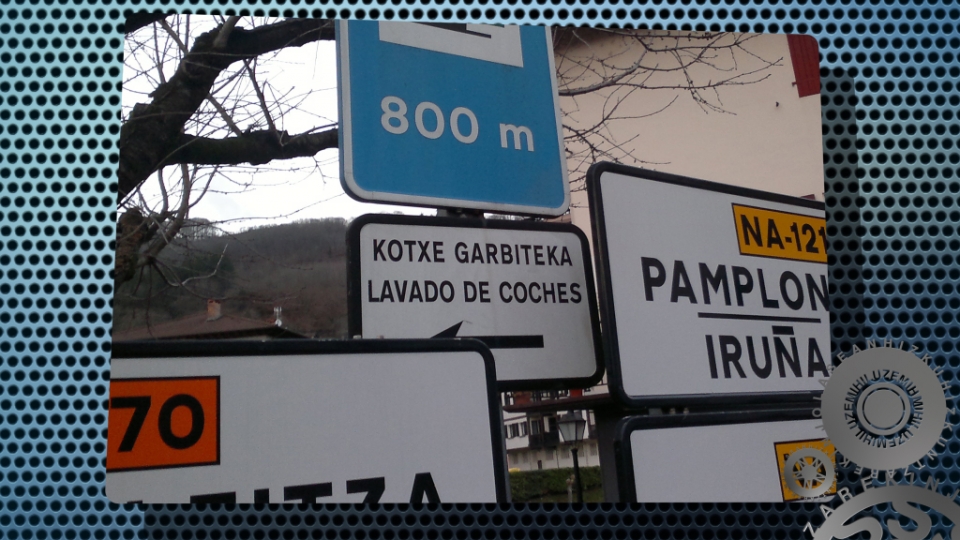 800 m
KOTXE GARBITEKA
LAVADO DE COCHES
NA-121
PAMPLON
IRUÑA
70